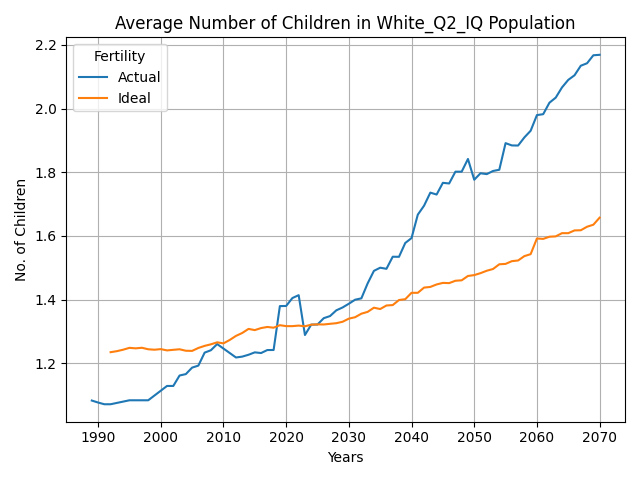 Average Number of Children in White_Q2_IQ Population
Fertility
Actual
Ideal
No. of Children
2.2
2.0
1.8
1.6
1.4
1.2
1990 2000 2010 2020 2030 2040 2050 2060 2070
Years